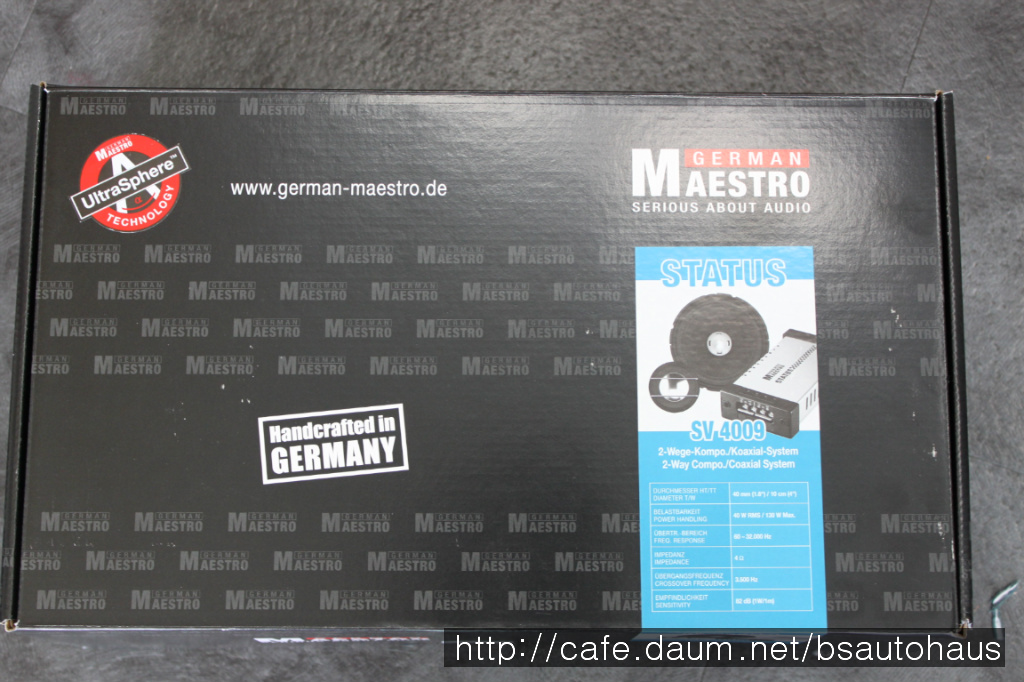 GERMAN
MAESTRO
UltraSphere™
TECHNOLOGY
www.german-maestro.de
GERMAN
MAESTRO
SERIOUS ABOUT AUDIO
STATUS
SV 4009
2-Wege-Kompo./Koaxial-System
2-Way Compo./Coaxial System
DURCHMESSER HT/TT
DIAMETER T/M
BELASTBARKEIT
POWER HANDLING
ÜBERTR.-BEREICH
FREQ. RESPONSE
IMPEDANZ
IMPEDANCE
4 Ω
ÜBERGANGSFREQUENZ
CROSSOVER FREQUENCY
EMPFINDLICHKEIT
SENSITIVITY
Handcrafted in
GERMANY
http://cafe.daum.net/bsautohaus